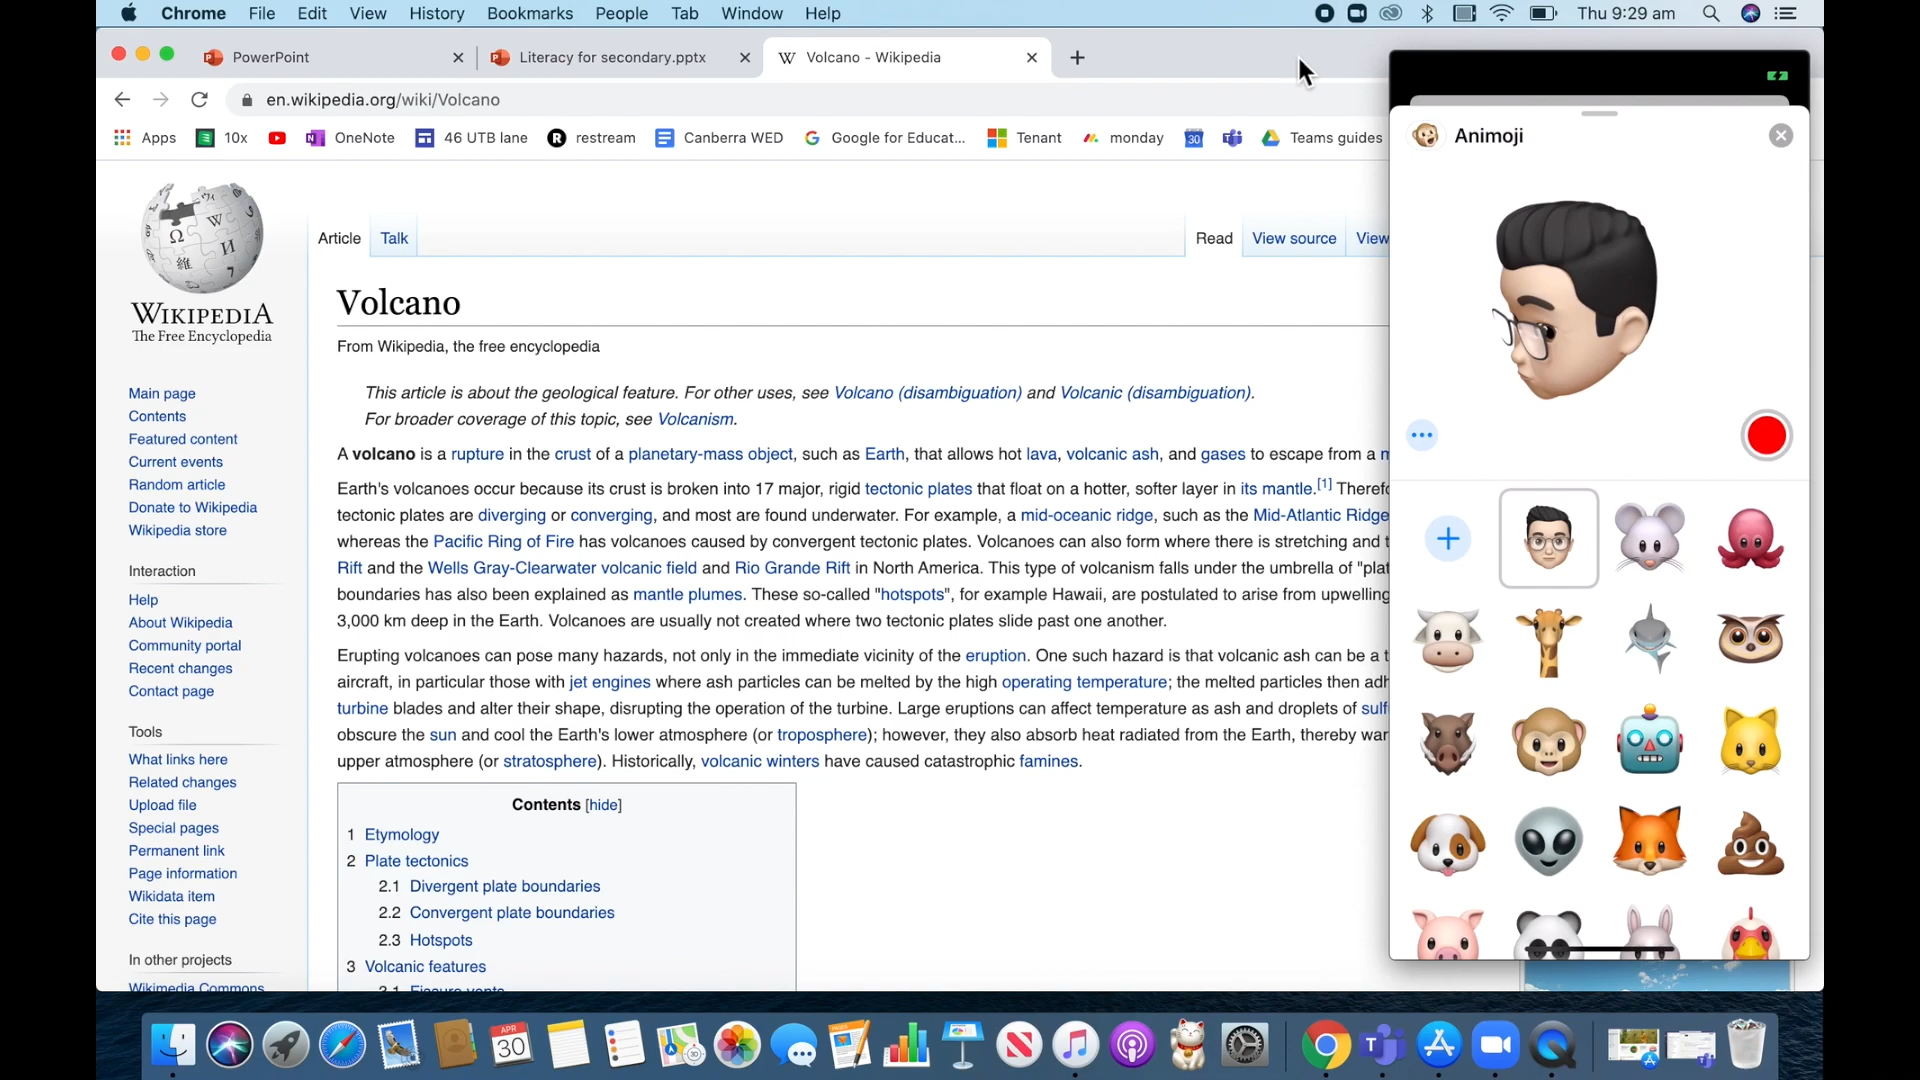 Chrome File Edit View History Bookmarks People Tab Window Help Thu 9:29 am
PowerPoint
Literacy for secondary.pptx
Volcano - Wikipedia
en.wikipedia.org/wiki/Volcano
Apps 10x OneNote 46 UTB lane restream Canberra WED Google for Educat... Tenant monday 30 Teams guides
WIKIPEDIA
The Free Encyclopedia
Main page
Contents
Featured content
Current events
Random article
Donate to Wikipedia
Wikipedia store
Interaction
Help
About Wikipedia
Community portal
Recent changes
Contact page
Tools
What links here
Related changes
Upload file
Special pages
Permanent link
Page information
Wikidata item
Cite this page
In other projects
Wikimedia Commons
Article Talk Read View source View
Volcano
From Wikipedia, the free encyclopedia
This article is about the geological feature. For other uses, see Volcano (disambiguation) and Volcanic (disambiguation).
For broader coverage of this topic, see Volcanism.
A volcano is a rupture in the crust of a planetary-mass object, such as Earth, that allows hot lava, volcanic ash, and gases to escape from a
Earth's volcanoes occur because its crust is broken into 17 major, rigid tectonic plates that float on a hotter, softer layer in its mantle.[1]
tectonic plates are diverging or converging, and most are found underwater. For example, a mid-oceanic ridge, such as the Mid-Atlantic Ridge
whereas the Pacific Ring of Fire has volcanoes caused by convergent tectonic plates. Volcanoes can also form where there is stretching and
Rift and the Wells Gray-Clearwater volcanic field and Rio Grande Rift in North America. This type of volcanism falls under the umbrella of "plat
boundaries has also been explained as mantle plumes. These so-called "hotspots", for example Hawaii, are postulated to arise from upwelling
3,000 km deep in the Earth. Volcanoes are usually not created where two tectonic plates slide past one another.
Erupting volcanoes can pose many hazards, not only in the immediate vicinity of the eruption. One such hazard is that volcanic ash can be a
aircraft, in particular those with jet engines where ash particles can be melted by the high operating temperature; the melted particles then
turbine blades and alter their shape, disrupting the operation of the turbine. Large eruptions can affect temperature as ash and droplets of sulf
obscure the sun and cool the Earth's lower atmosphere (or troposphere); however, they also absorb heat radiated from the Earth, thereby war
upper atmosphere (or stratosphere). Historically, volcanic winters have caused catastrophic famines.
Contents [hide]
1 Etymology
2 Plate tectonics
2.1 Divergent plate boundaries
2.2 Convergent plate boundaries
2.3 Hotspots
3 Volcanic features
3.1 Fissure vents
Animoji
APR
30